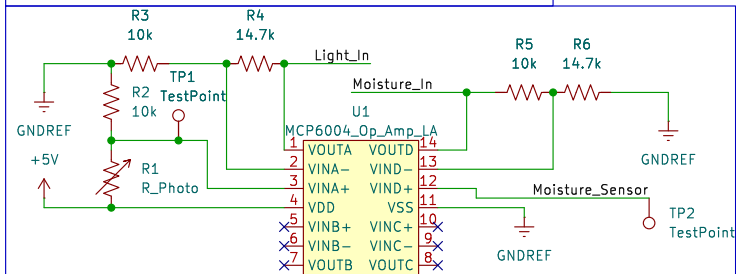 R3
10k
R4
14.7k
Light_In
R5
10k
R6
14.7k
TP1
TestPoint
Moisture_In
R2
10k
GNDREF
U1
MCP6004_Op_Amp_LA
GNDREF
+5V
R1
R_Photo
1 VOUTA VOUTD 14
2 VINA- VIND- 13
3 VINA+ VIND+ 12
4 VDD VSS 11
5 VINB+ VINC+ 10
6 VINB- VINC- 9
7 VOUTB VOUTC 8
Moisture_Sensor
TP2
TestPoint
GNDREF